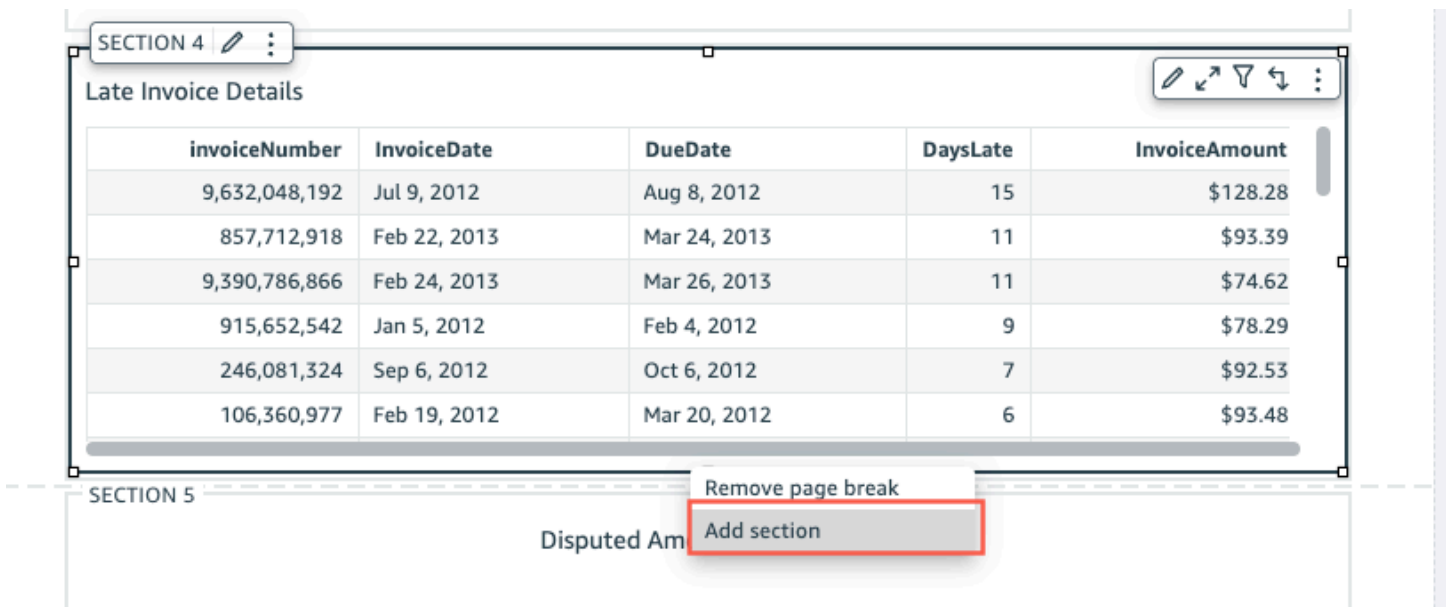 SECTION 4
Late Invoice Details
invoiceNumber InvoiceDate DueDate DaysLate InvoiceAmount
9,632,048,192 Jul 9, 2012 Aug 8, 2012 15 $128.28
857,712,918 Feb 22, 2013 Mar 24, 2013 11 $93.39
9,390,786,866 Feb 24, 2013 Mar 26, 2013 11 $74.62
915,652,542 Jan 5, 2012 Feb 4, 2012 9 $78.29
246,081,324 Sep 6, 2012 Oct 6, 2012 7 $92.53
106,360,977 Feb 19, 2012 Mar 20, 2012 6 $93.48
SECTION 5
Remove page break
Add section
Disputed